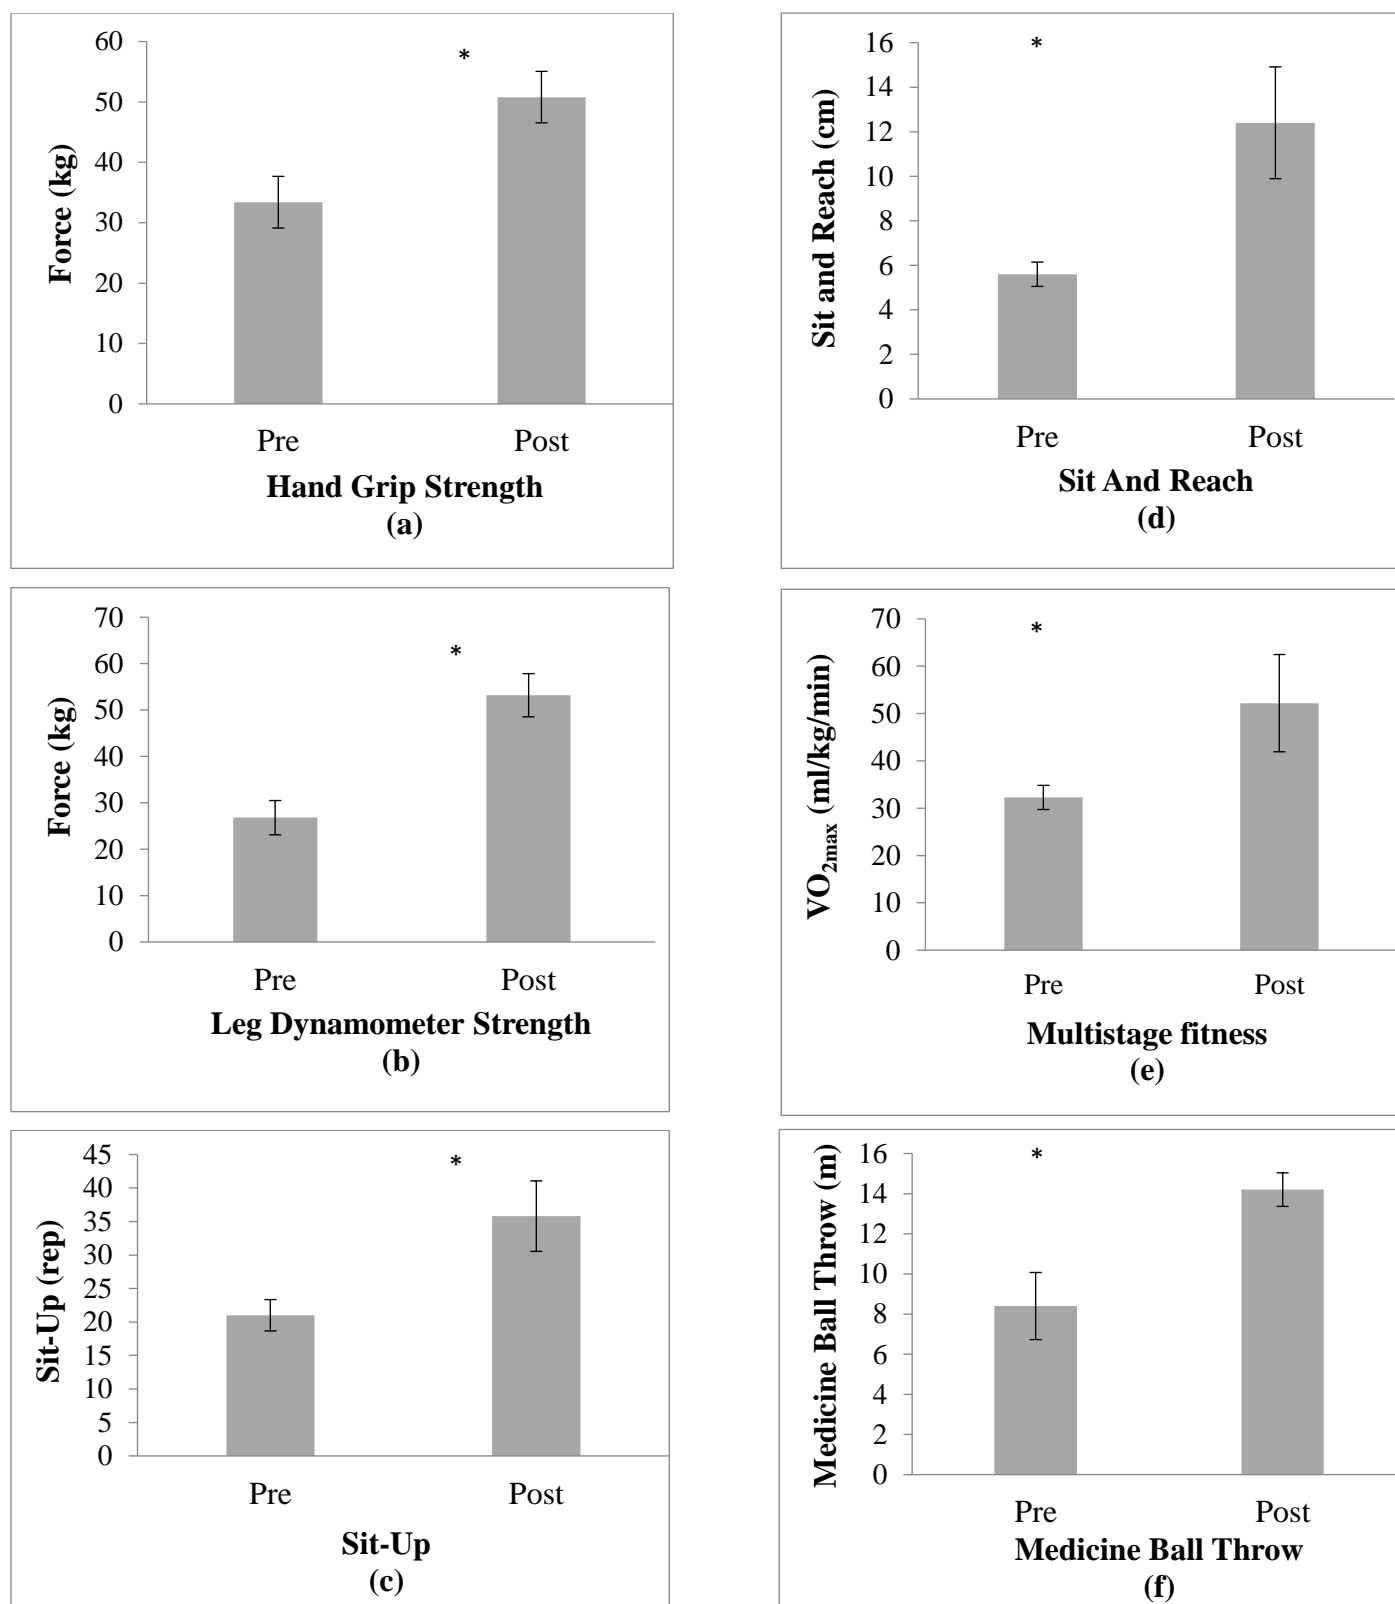 60
50
40
30
20
10
0
Force (kg)
*
Pre Post
Hand Grip Strength
(a)
16
14
12
10
8
6
4
2
0
Sit and Reach (cm)
*
Pre Post
Sit And Reach
(d)
70
60
50
40
30
20
10
0
Force (kg)
*
Pre Post
Leg Dynamometer Strength
(b)
70
60
50
40
30
20
10
0
VO2max (ml/kg/min)
*
Pre Post
Multistage fitness
(e)
45
40
35
30
25
20
15
10
5
0
Sit-Up (rep)
*
Pre Post
Sit-Up
(c)
16
14
12
10
8
6
4
2
0
Medicine Ball Throw (m)
*
Pre Post
Medicine Ball Throw
(f)